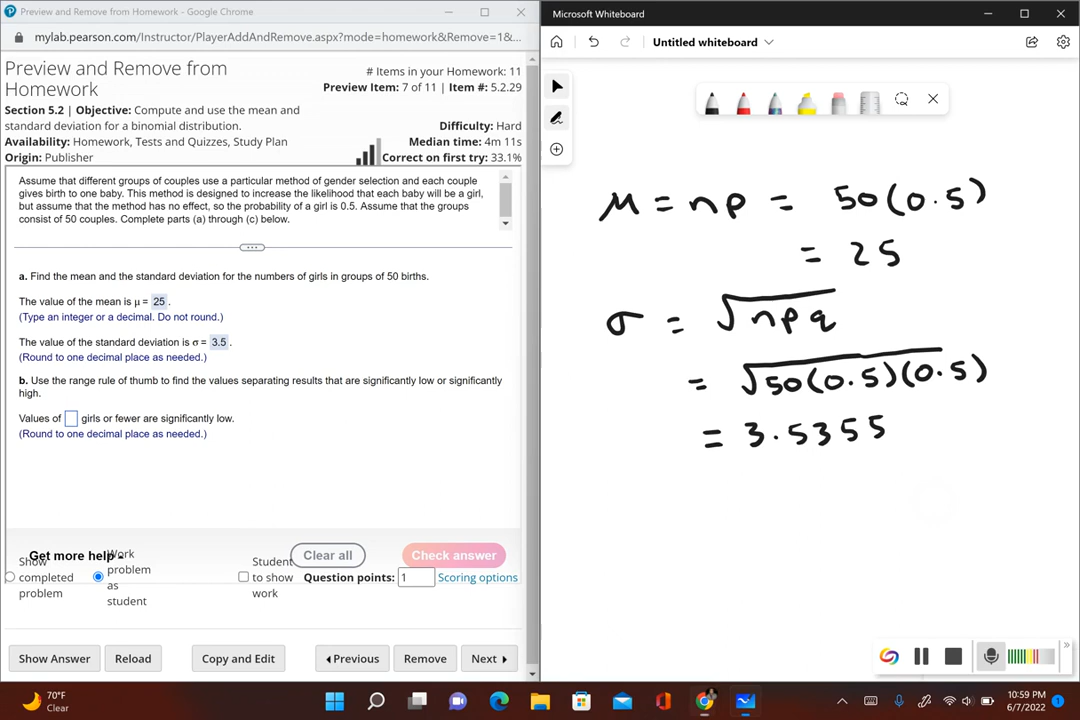 Preview and Remove from Homework - Google Chrome
mylab.pearson.com/Instructor/PlayerAddAndRemove.aspx?mode=homework&Remove=1&...
Preview and Remove from
Homework
# Items in your Homework: 11
Preview Item: 7 of 11 | Item #: 5.2.29
Section 5.2 | Objective: Compute and use the mean and
standard deviation for a binomial distribution.
Availability: Homework, Tests and Quizzes, Study Plan
Origin: Publisher
Difficulty: Hard
Median time: 4m 11s
Correct on first try: 33.1%
Assume that different groups of couples use a particular method of gender selection and each couple
gives birth to one baby. This method is designed to increase the likelihood that each baby will be a girl,
but assume that the method has no effect, so the probability of a girl is 0.5. Assume that the groups
consist of 50 couples. Complete parts (a) through (c) below.
a. Find the mean and the standard deviation for the numbers of girls in groups of 50 births.
The value of the mean is μ = 25 .
(Type an integer or a decimal. Do not round.)
The value of the standard deviation is σ = 3.5 .
(Round to one decimal place as needed.)
b. Use the range rule of thumb to find the values separating results that are significantly low or significantly
high.
Values of girls or fewer are significantly low.
(Round to one decimal place as needed.)
Get more help
Clear all
Check answer
Show
completed
problem
Work
problem
as
student
Student
to show
work
Question points: 1
Scoring options
Show Answer
Reload
Copy and Edit
Previous
Remove
Next
Microsoft Whiteboard
Untitled whiteboard
μ = np = 50(0.5)
= 25
σ = √npq
= √50(0.5)(0.5)
= 3.5355
70°F
Clear
10:59 PM
6/7/2022
1